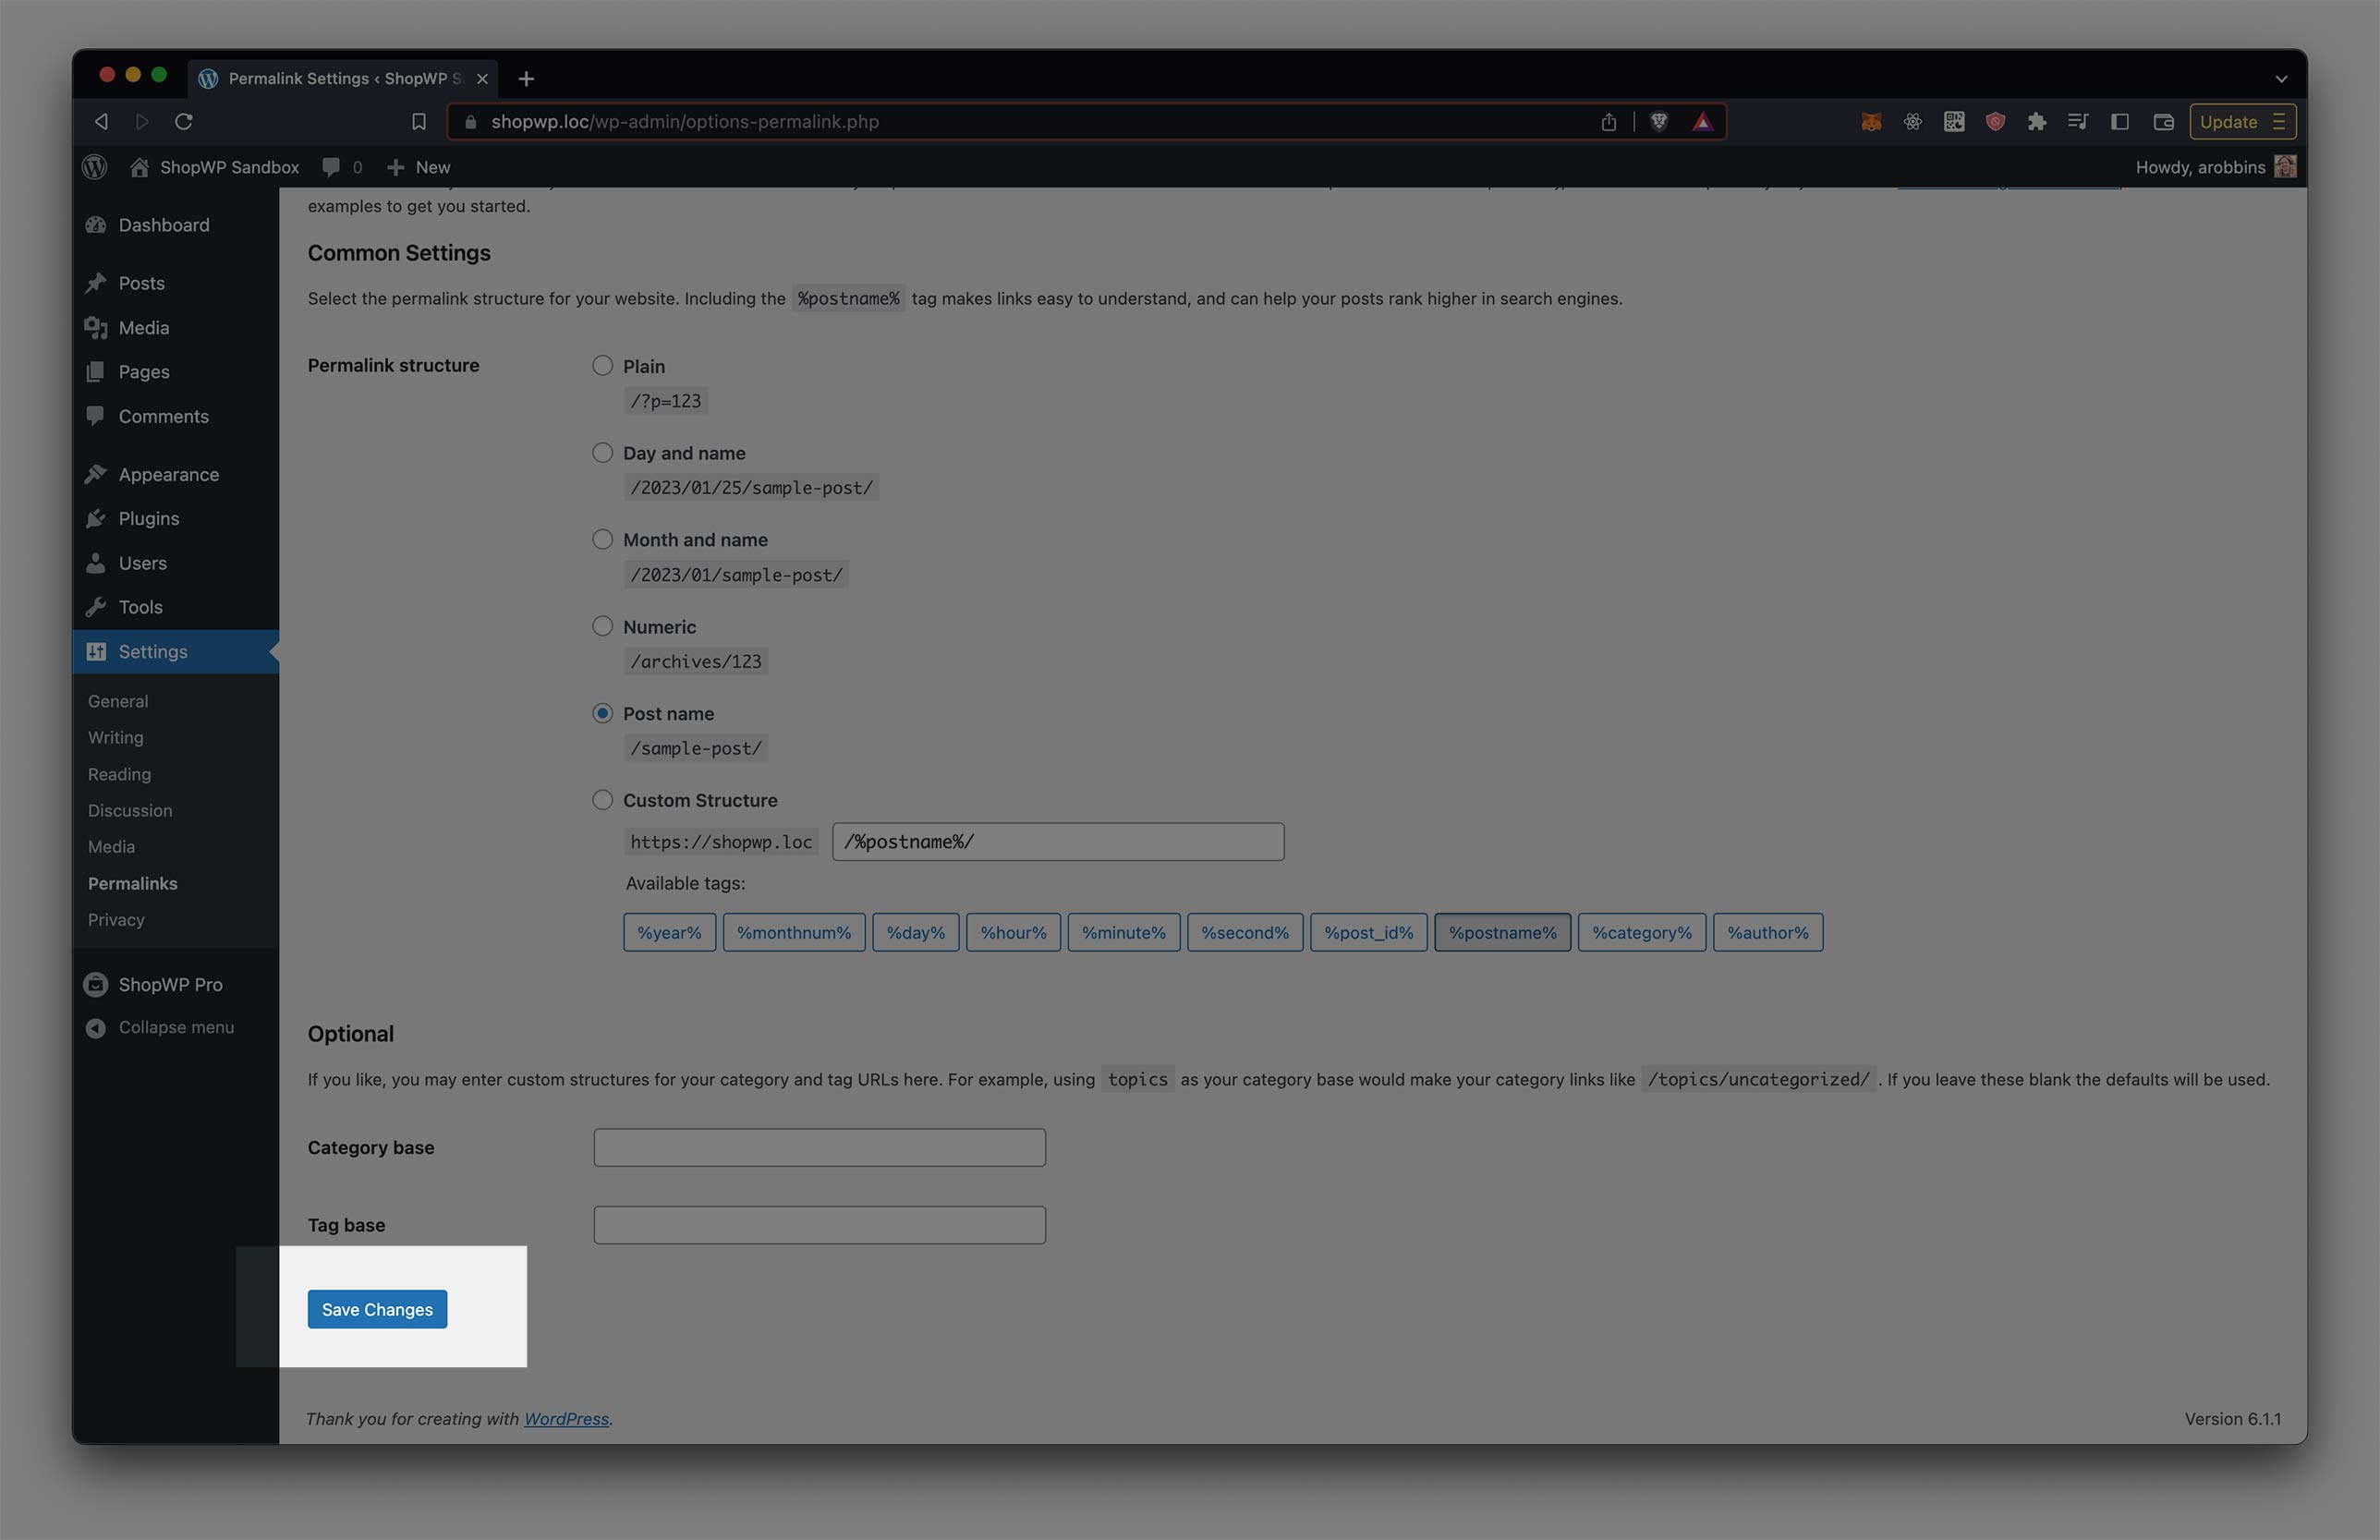 Permalink Settings ‹ ShopWP S
shopwp.loc/wp-admin/options-permalink.php
Update
ShopWP Sandbox
0
New
Howdy, arobbins
Dashboard
Posts
Media
Pages
Comments
Appearance
Plugins
Users
Tools
Settings
General
Writing
Reading
Discussion
Media
Permalinks
Privacy
ShopWP Pro
Collapse menu
examples to get you started.
Common Settings
Select the permalink structure for your website. Including the %postname% tag makes links easy to understand, and can help your posts rank higher in search engines.
Permalink structure
Plain
/?p=123
Day and name
/2023/01/25/sample-post/
Month and name
/2023/01/sample-post/
Numeric
/archives/123
Post name
/sample-post/
Custom Structure
https://shopwp.loc /%postname%/
Available tags:
%year% %monthnum% %day% %hour% %minute% %second% %post_id% %postname% %category% %author%
Optional
If you like, you may enter custom structures for your category and tag URLs here. For example, using topics as your category base would make your category links like /topics/uncategorized/ . If you leave these blank the defaults will be used.
Category base
Tag base
Save Changes
Thank you for creating with WordPress.
Version 6.1.1